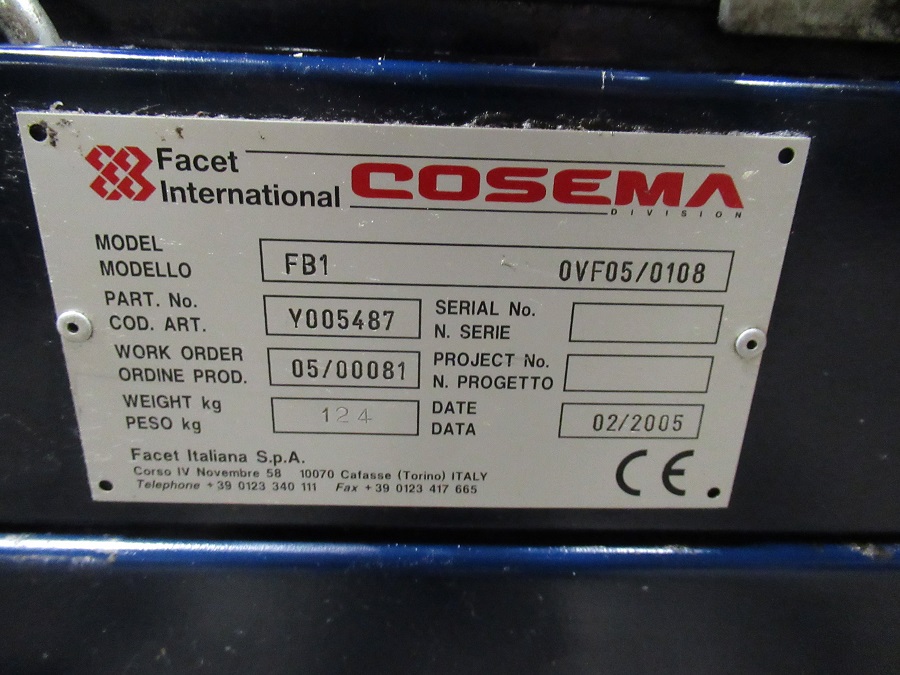 Facet
International
COSEMA
DIVISION
MODEL
MODELLO
FB1 0VF05/0108
PART. No.
COD. ART.
Y005487
SERIAL No.
N. SERIE
WORK ORDER
ORDINE PROD.
05/00081
PROJECT No.
N. PROGETTO
WEIGHT kg
PESO kg
124
DATE
DATA
02/2005
Facet Italiana S.p.A.
Corso IV Novembre 58 10070 Cafasse (Torino) ITALY
Telephone +39 0123 340 111 Fax +39 0123 417 665
CE